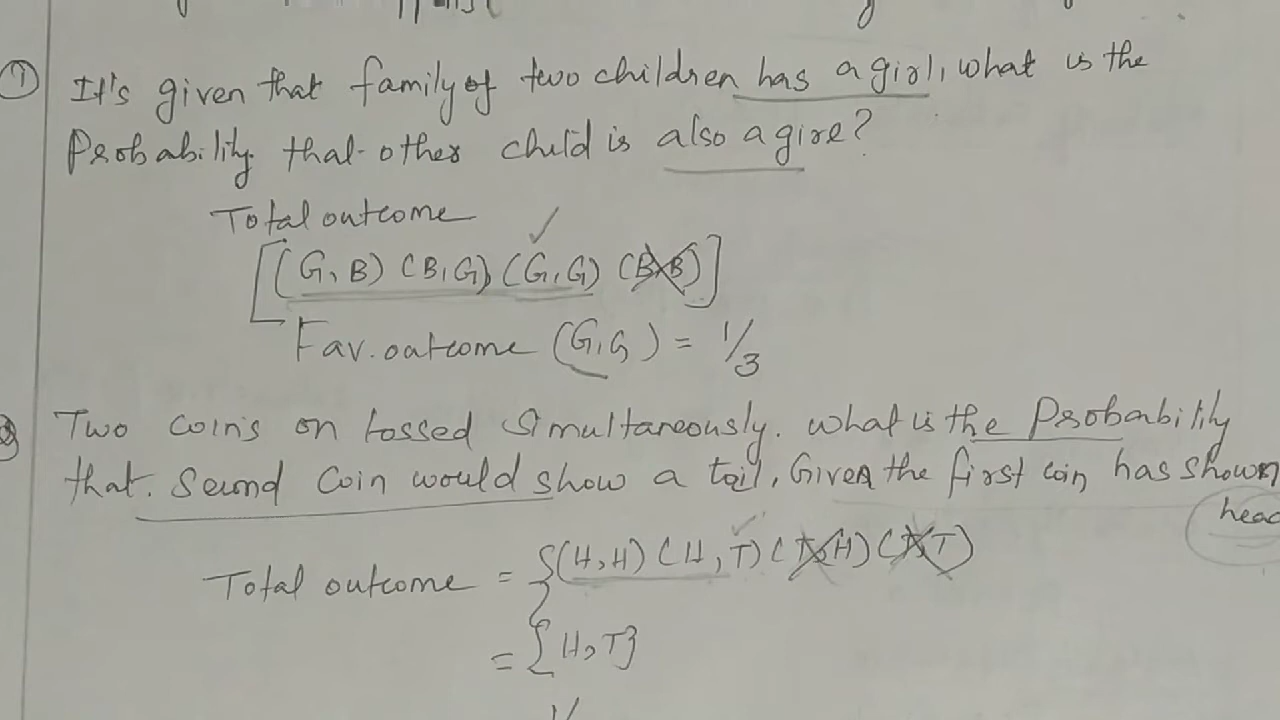 ① It's given that family of two children has a girl, what is the
Probability that other child is also a girl?
Total outcome ✓
[(G, B) (B, G) (G, G) (B, B)]
Fav. outcome (G, G) = 1/3
Two coins on tossed Simultaneously. what is the Probability
that. Second Coin would show a tail, Given the first coin has shown
head
Total outcome = {(H, H) (H, T) (T, H) (T, T)
= {H, T}